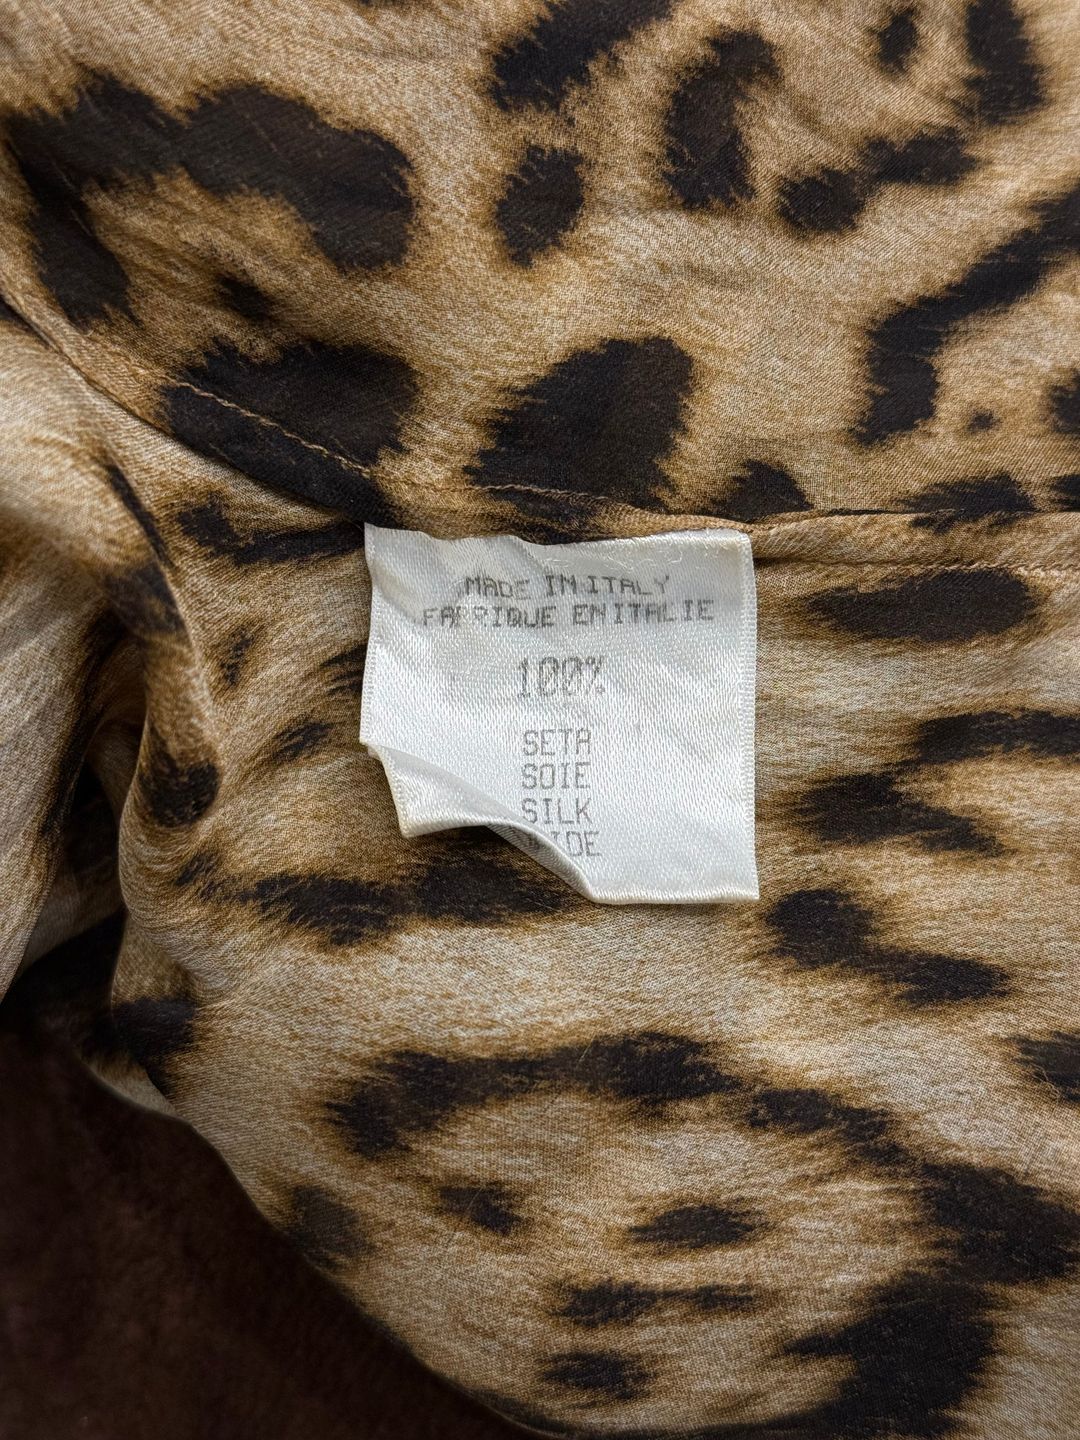 MADE IN ITALY
FABRIQUE EN ITALIE
100%
SETA
SOIE
SILK